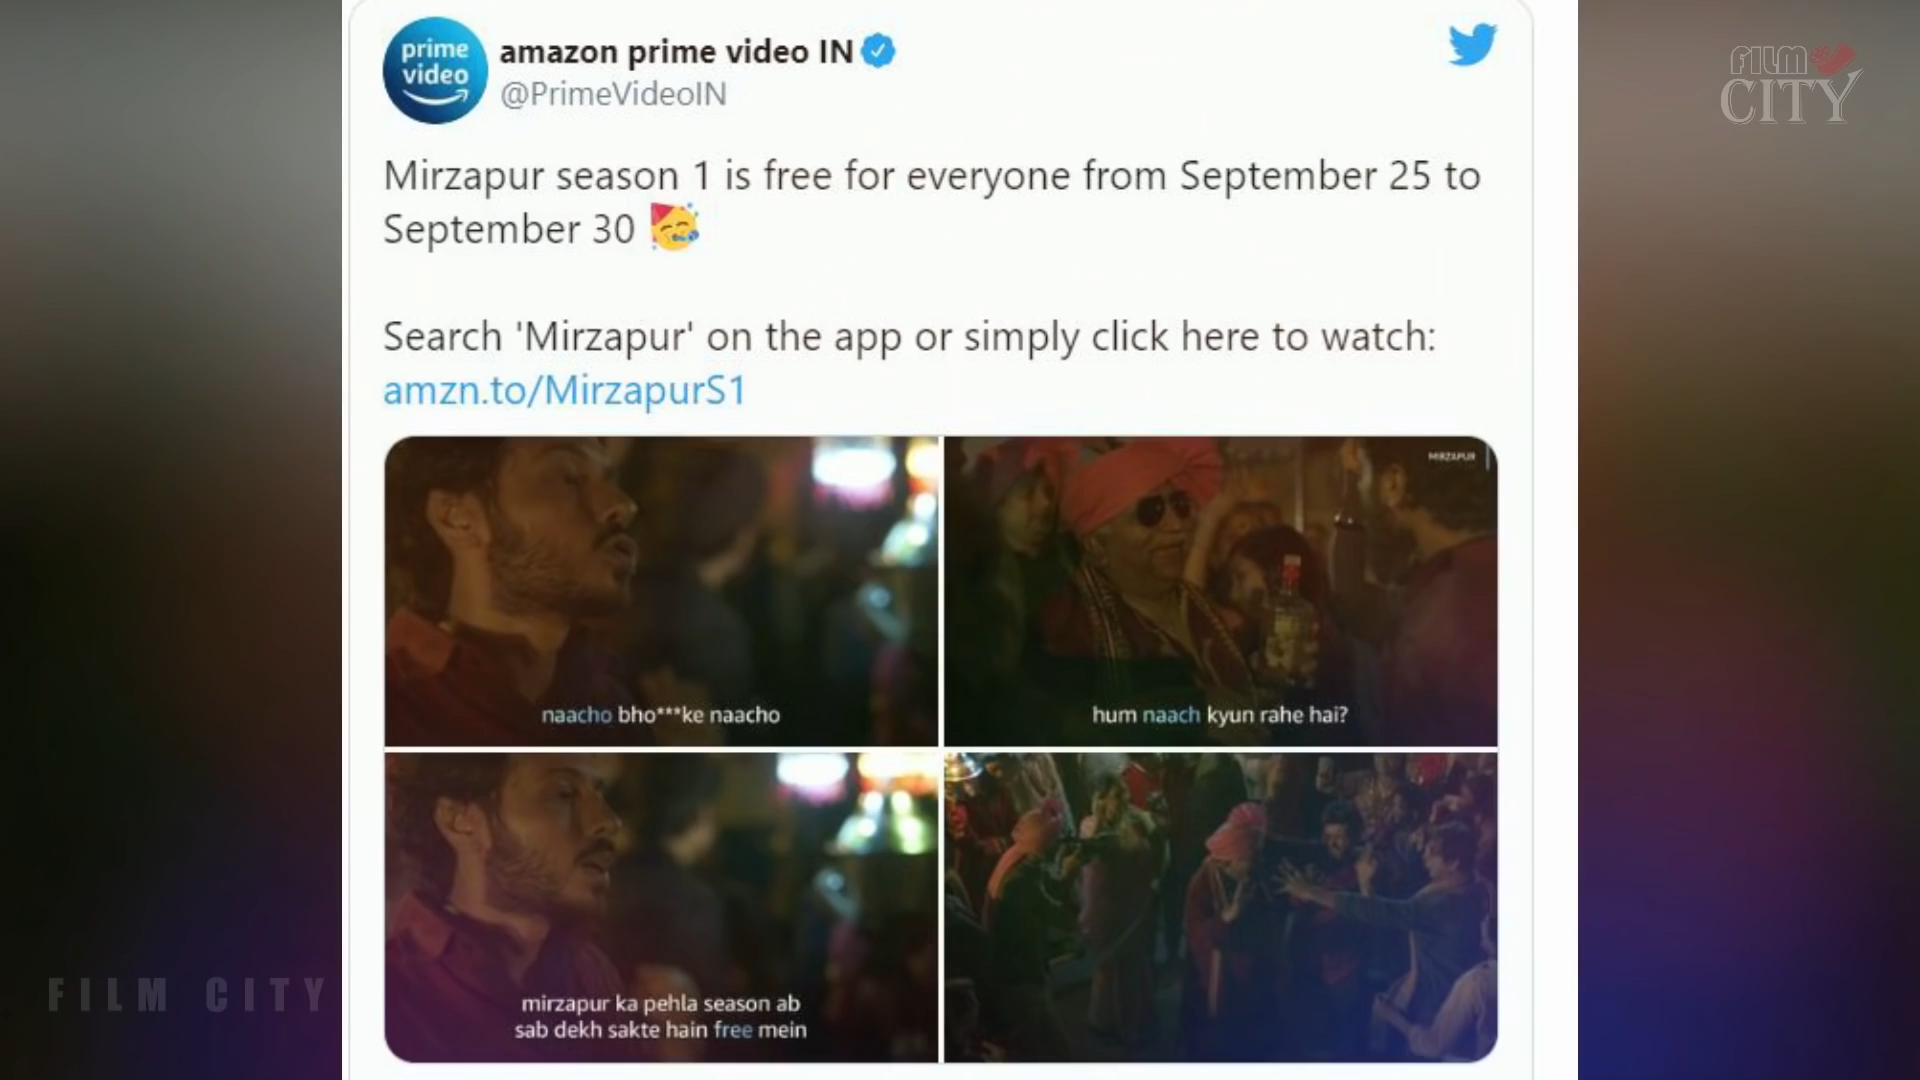 prime
video
amazon prime video IN
@PrimeVideoIN
FILM
CITY
Mirzapur season 1 is free for everyone from September 25 to
September 30 🥳
Search 'Mirzapur' on the app or simply click here to watch:
amzn.to/MirzapurS1
MIRZAPUR
naacho bho***ke naacho
hum naach kyun rahe hai?
mirzapur ka pehla season ab
sab dekh sakte hain free mein
FILM CITY